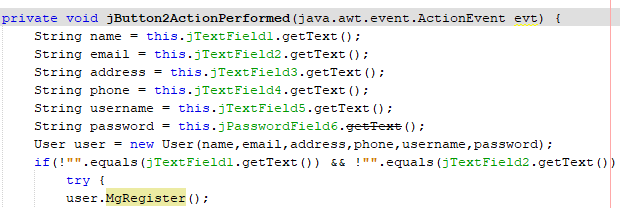 private void jButton2ActionPerformed(java.awt.event.ActionEvent evt) {
String name = this.jTextField1.getText();
String email = this.jTextField2.getText();
String address = this.jTextField3.getText();
String phone = this.jTextField4.getText();
String username = this.jTextField5.getText();
String password = this.jPasswordField6.getText();
User user = new User(name,email,address,phone,username,password);
if(!"".equals(jTextField1.getText()) && !"".equals(jTextField2.getText())
try {
user.MgRegister();